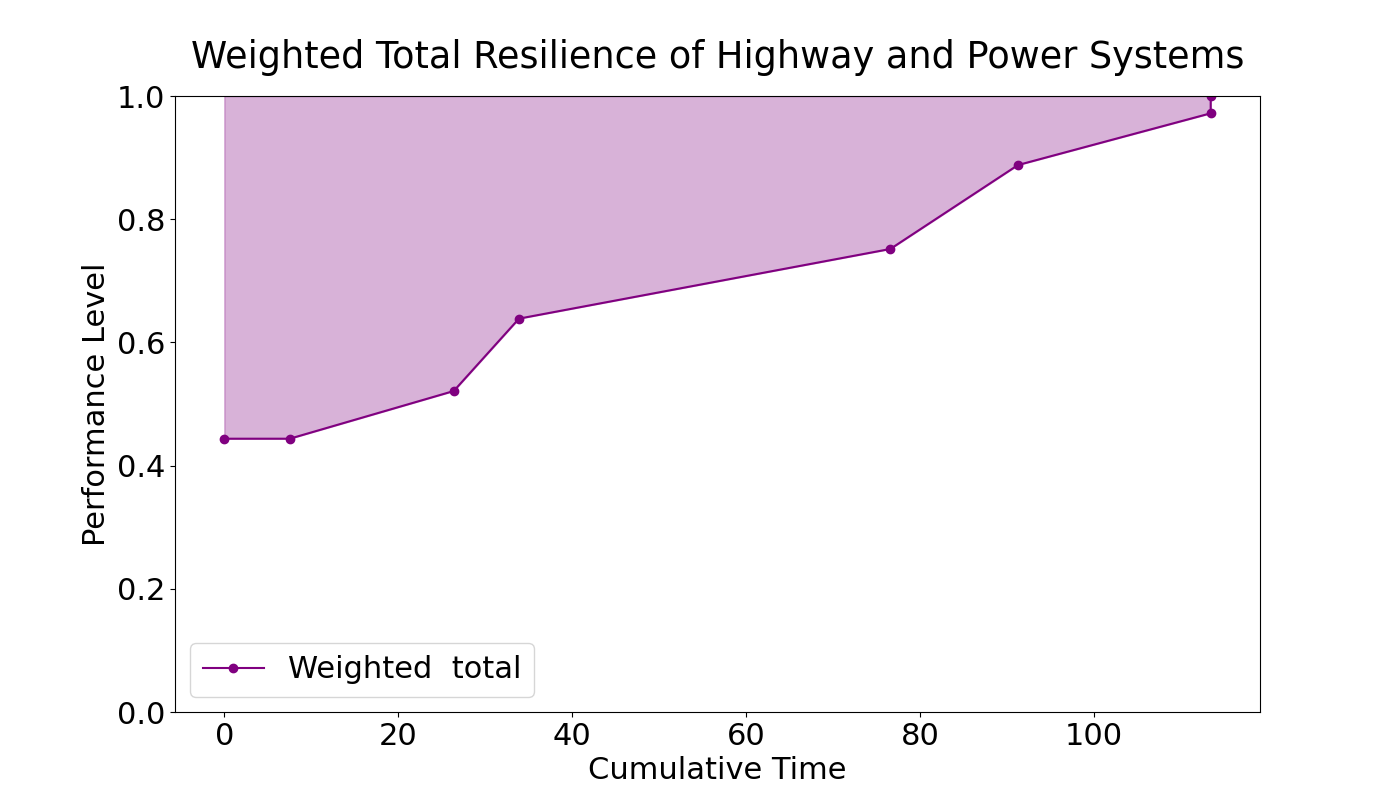 Weighted Total Resilience of Highway and Power Systems
1.0
0.8
0.6
0.4
0.2
0.0
Performance Level
Weighted  total
0 20 40 60 80 100
Cumulative Time